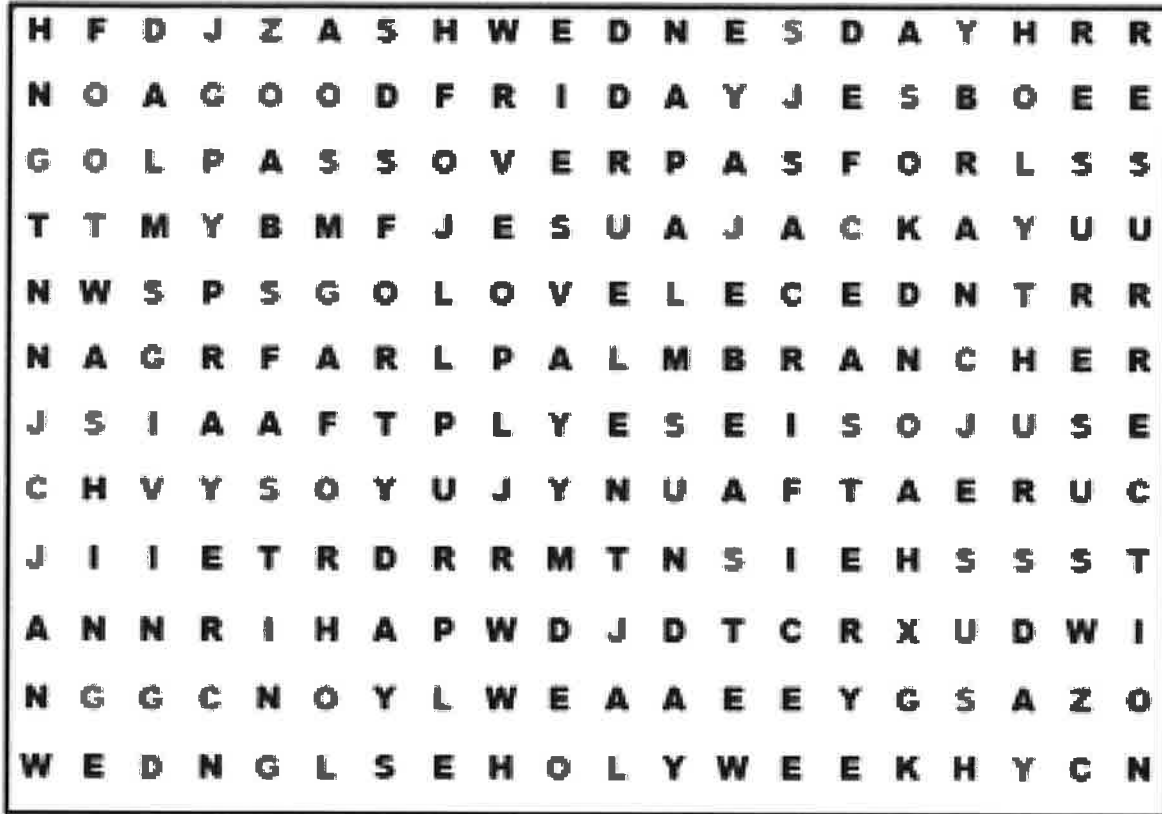 H F D J Z A S H W E D N E S D A Y H R R
N O A G O O D F R I D A Y J E S B O E E
G O L P A S S O V E R P A S F O R L S S
T T M Y B M F J E S U A J A C K A Y U U
N W S P S G O L O V E L E C E D N T R R
N A G R F A R L P A L M B R A N C H E R
J S I A A F T P L Y E S E I S O J U S E
C H V Y S O Y U J Y N U A F T A E R U C
J I I E T R D R R M T N S I E H S S S T
A N N R I H A P W D J D T C R X U D W I
N G G C N O Y L W E A A E E Y G S A Z O
W E D N G L S E H O L Y W E E K H Y C N